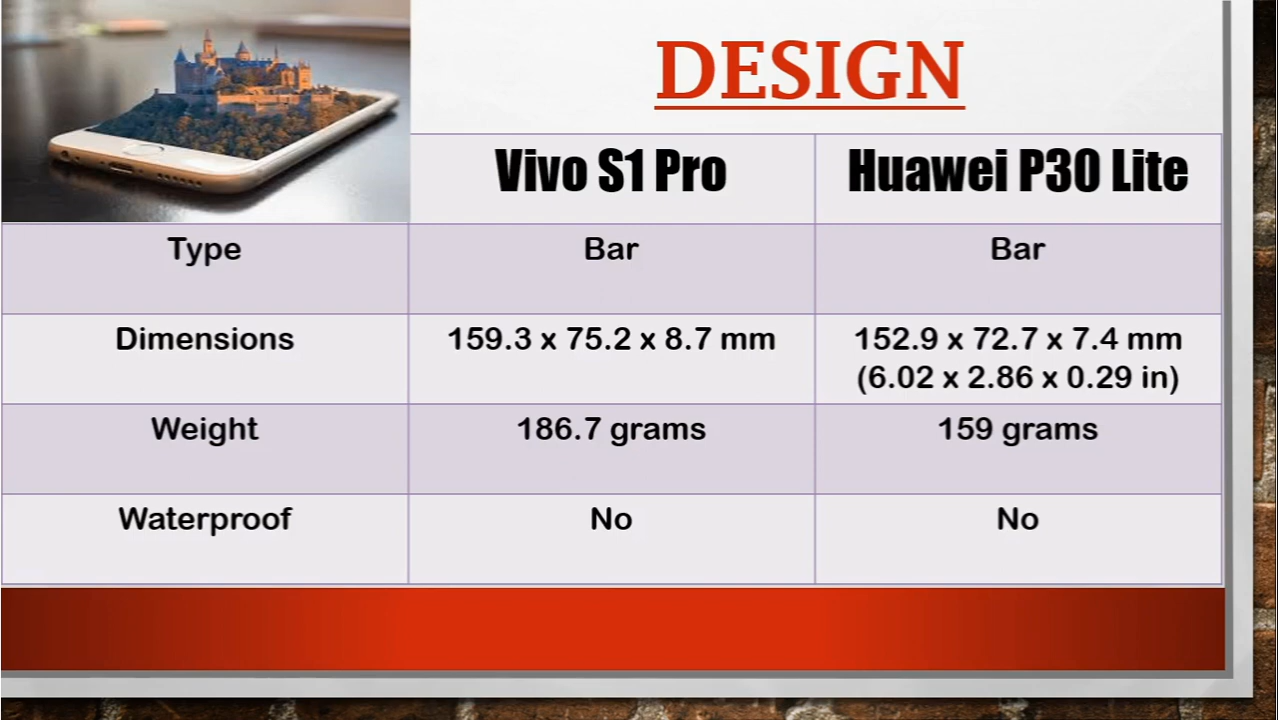 DESIGN
Vivo S1 Pro
Huawei P30 Lite
Type
Bar
Bar
Dimensions
159.3 x 75.2 x 8.7 mm
152.9 x 72.7 x 7.4 mm
(6.02 x 2.86 x 0.29 in)
Weight
186.7 grams
159 grams
Waterproof
No
No